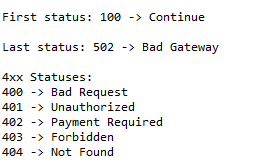 First status: 100 -> Continue
Last status: 502 -> Bad Gateway
4xx Statuses:
400 -> Bad Request
401 -> Unauthorized
402 -> Payment Required
403 -> Forbidden
404 -> Not Found